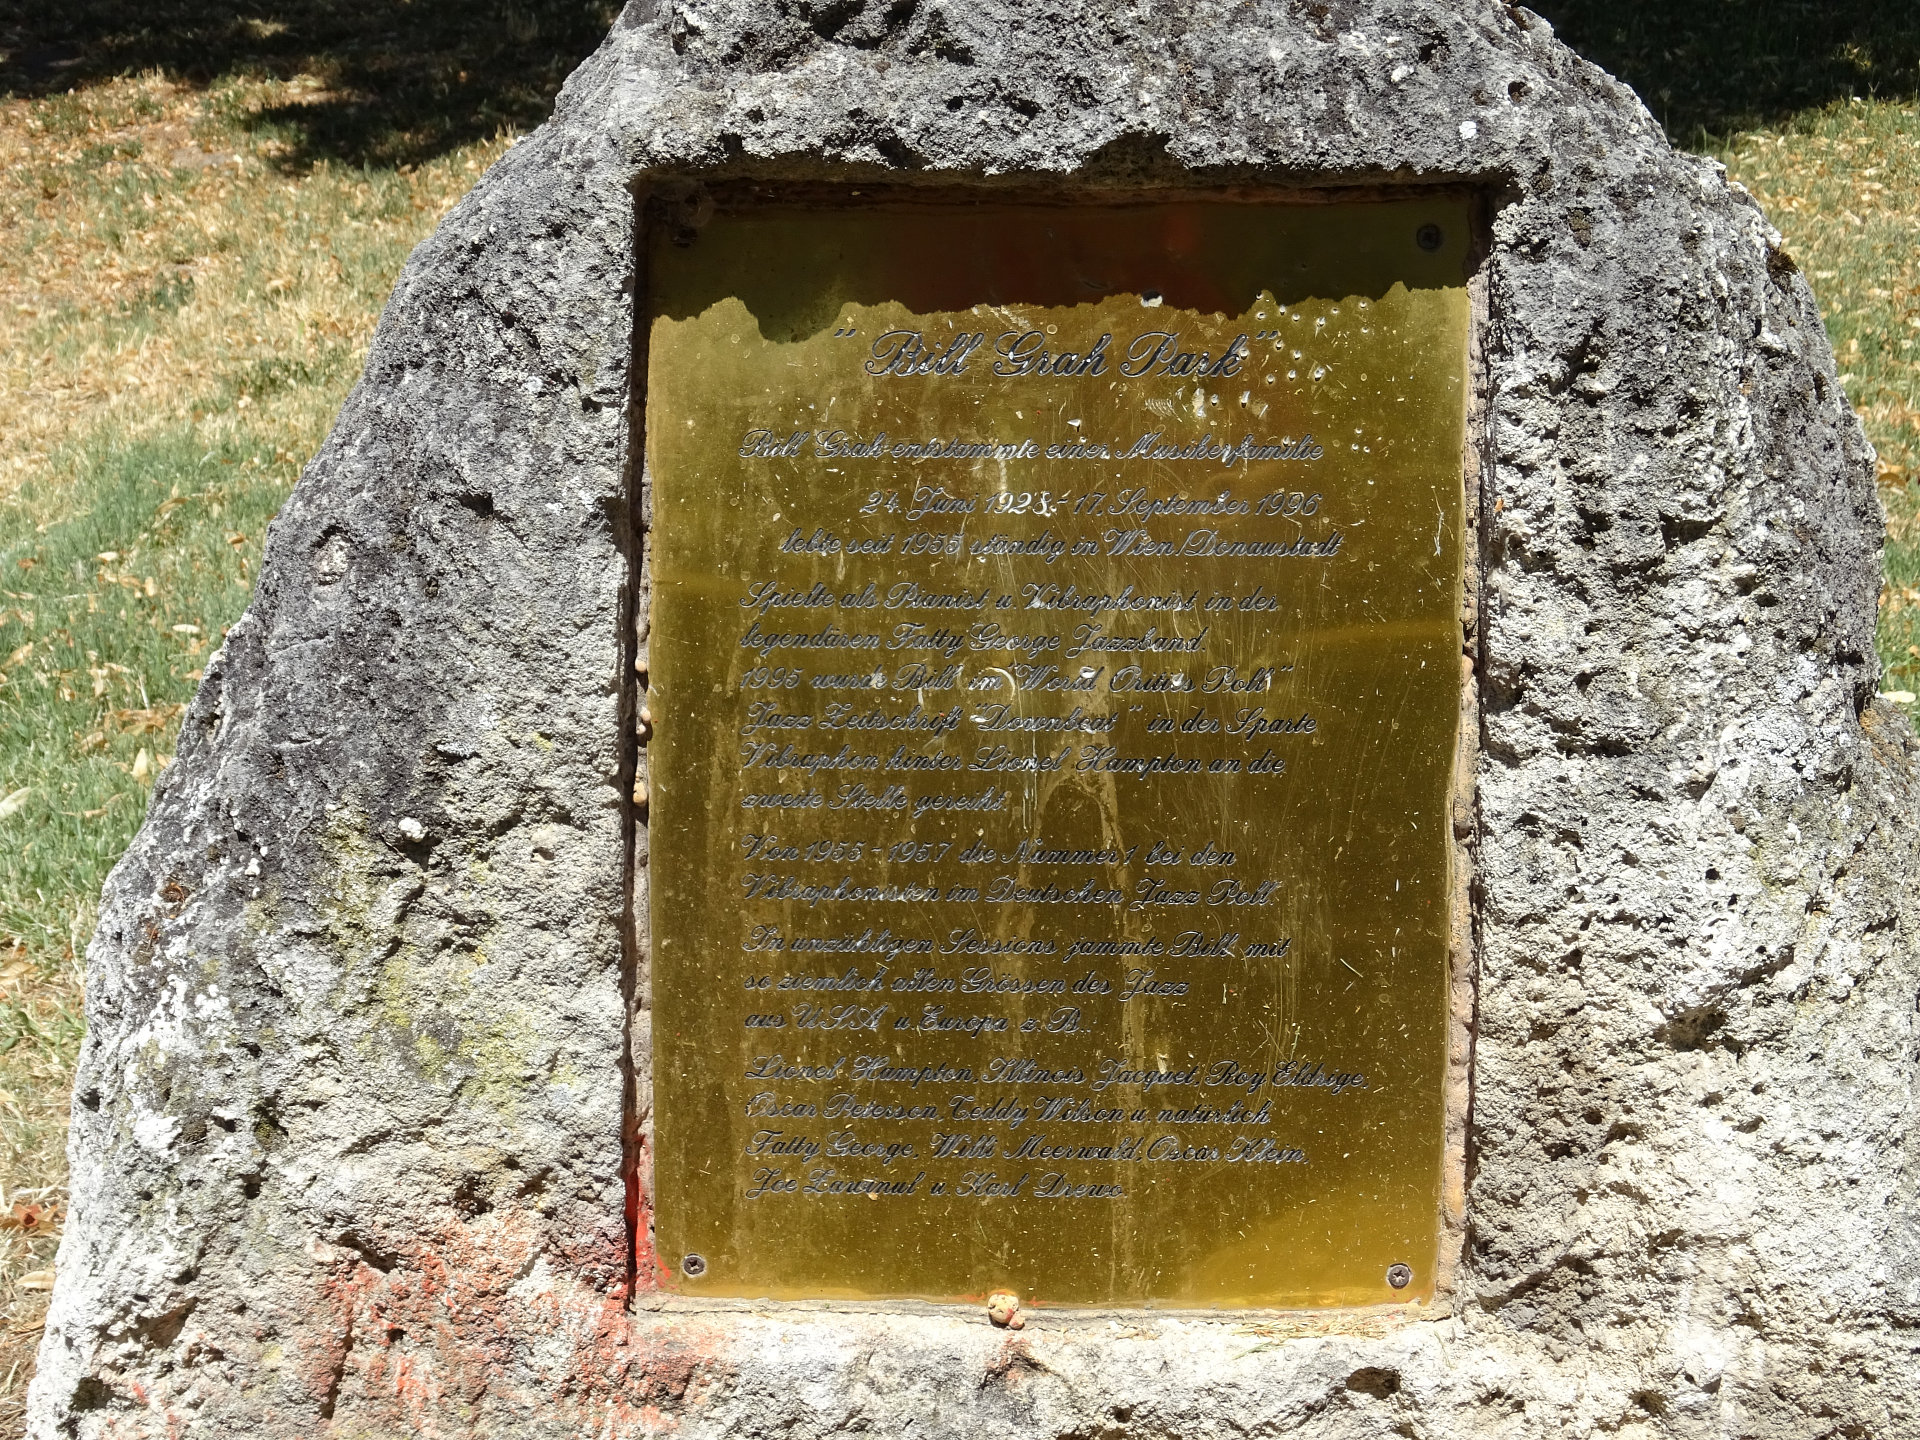 "Bill Grah Park"
Bill Grah entstammte einer Musikerfamilie
24. Juni 1928 - 17. September 1996
lebte seit 1955 ständig in Wien/Donaustadt
Spielte als Pianist u. Vibraphonist in der
legendären Fatty George Jazzband.
1995 wurde Bill im "World Critics Poll"
Jazz Zeitschrift "Downbeat" in der Sparte
Vibraphon hinter Lionel Hampton an die
zweite Stelle gereiht.
Von 1955 - 1957 die Nummer 1 bei den
Vibraphonisten im Deutschen Jazz Poll.
In unzähligen Sessions jammte Bill mit
so ziemlich allen Grössen des Jazz
aus USA u. Europa z. B.:
Lionel Hampton, Illinois Jacquet, Roy Eldrige,
Oscar Peterson, Teddy Wilson u. natürlich
Fatty George, Willi Meerwald, Oscar Klein,
Joe Zawinul u. Karl Drewo.